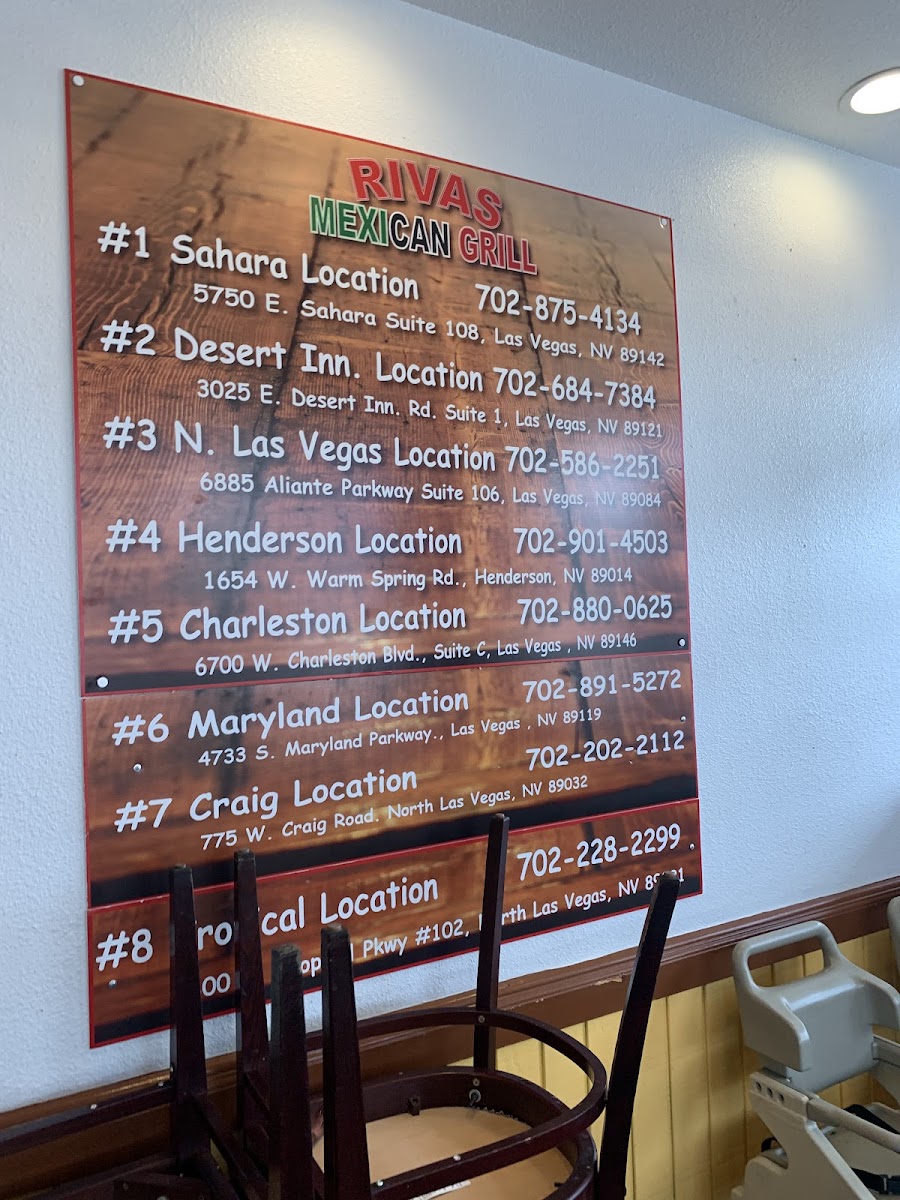 RIVAS
MEXICAN GRILL
#1 Sahara Location 702-875-4134
5750 E. Sahara Suite 108, Las Vegas, NV 89142
#2 Desert Inn. Location 702-684-7384
3025 E. Desert Inn. Rd. Suite 1, Las Vegas, NV 89121
#3 N. Las Vegas Location 702-586-2251
6885 Aliante Parkway Suite 106, Las Vegas, NV 89084
#4 Henderson Location 702-901-4503
1654 W. Warm Spring Rd., Henderson, NV 89014
#5 Charleston Location 702-880-0625
6700 W. Charleston Blvd., Suite C, Las Vegas , NV 89146
#6 Maryland Location 702-891-5272
4733 S. Maryland Parkway., Las Vegas , NV 89119
#7 Craig Location 702-202-2112
775 W. Craig Road. North Las Vegas, NV 89032
#8 Tropical Location 702-228-2299
Pkwy #102, North Las Vegas, NV